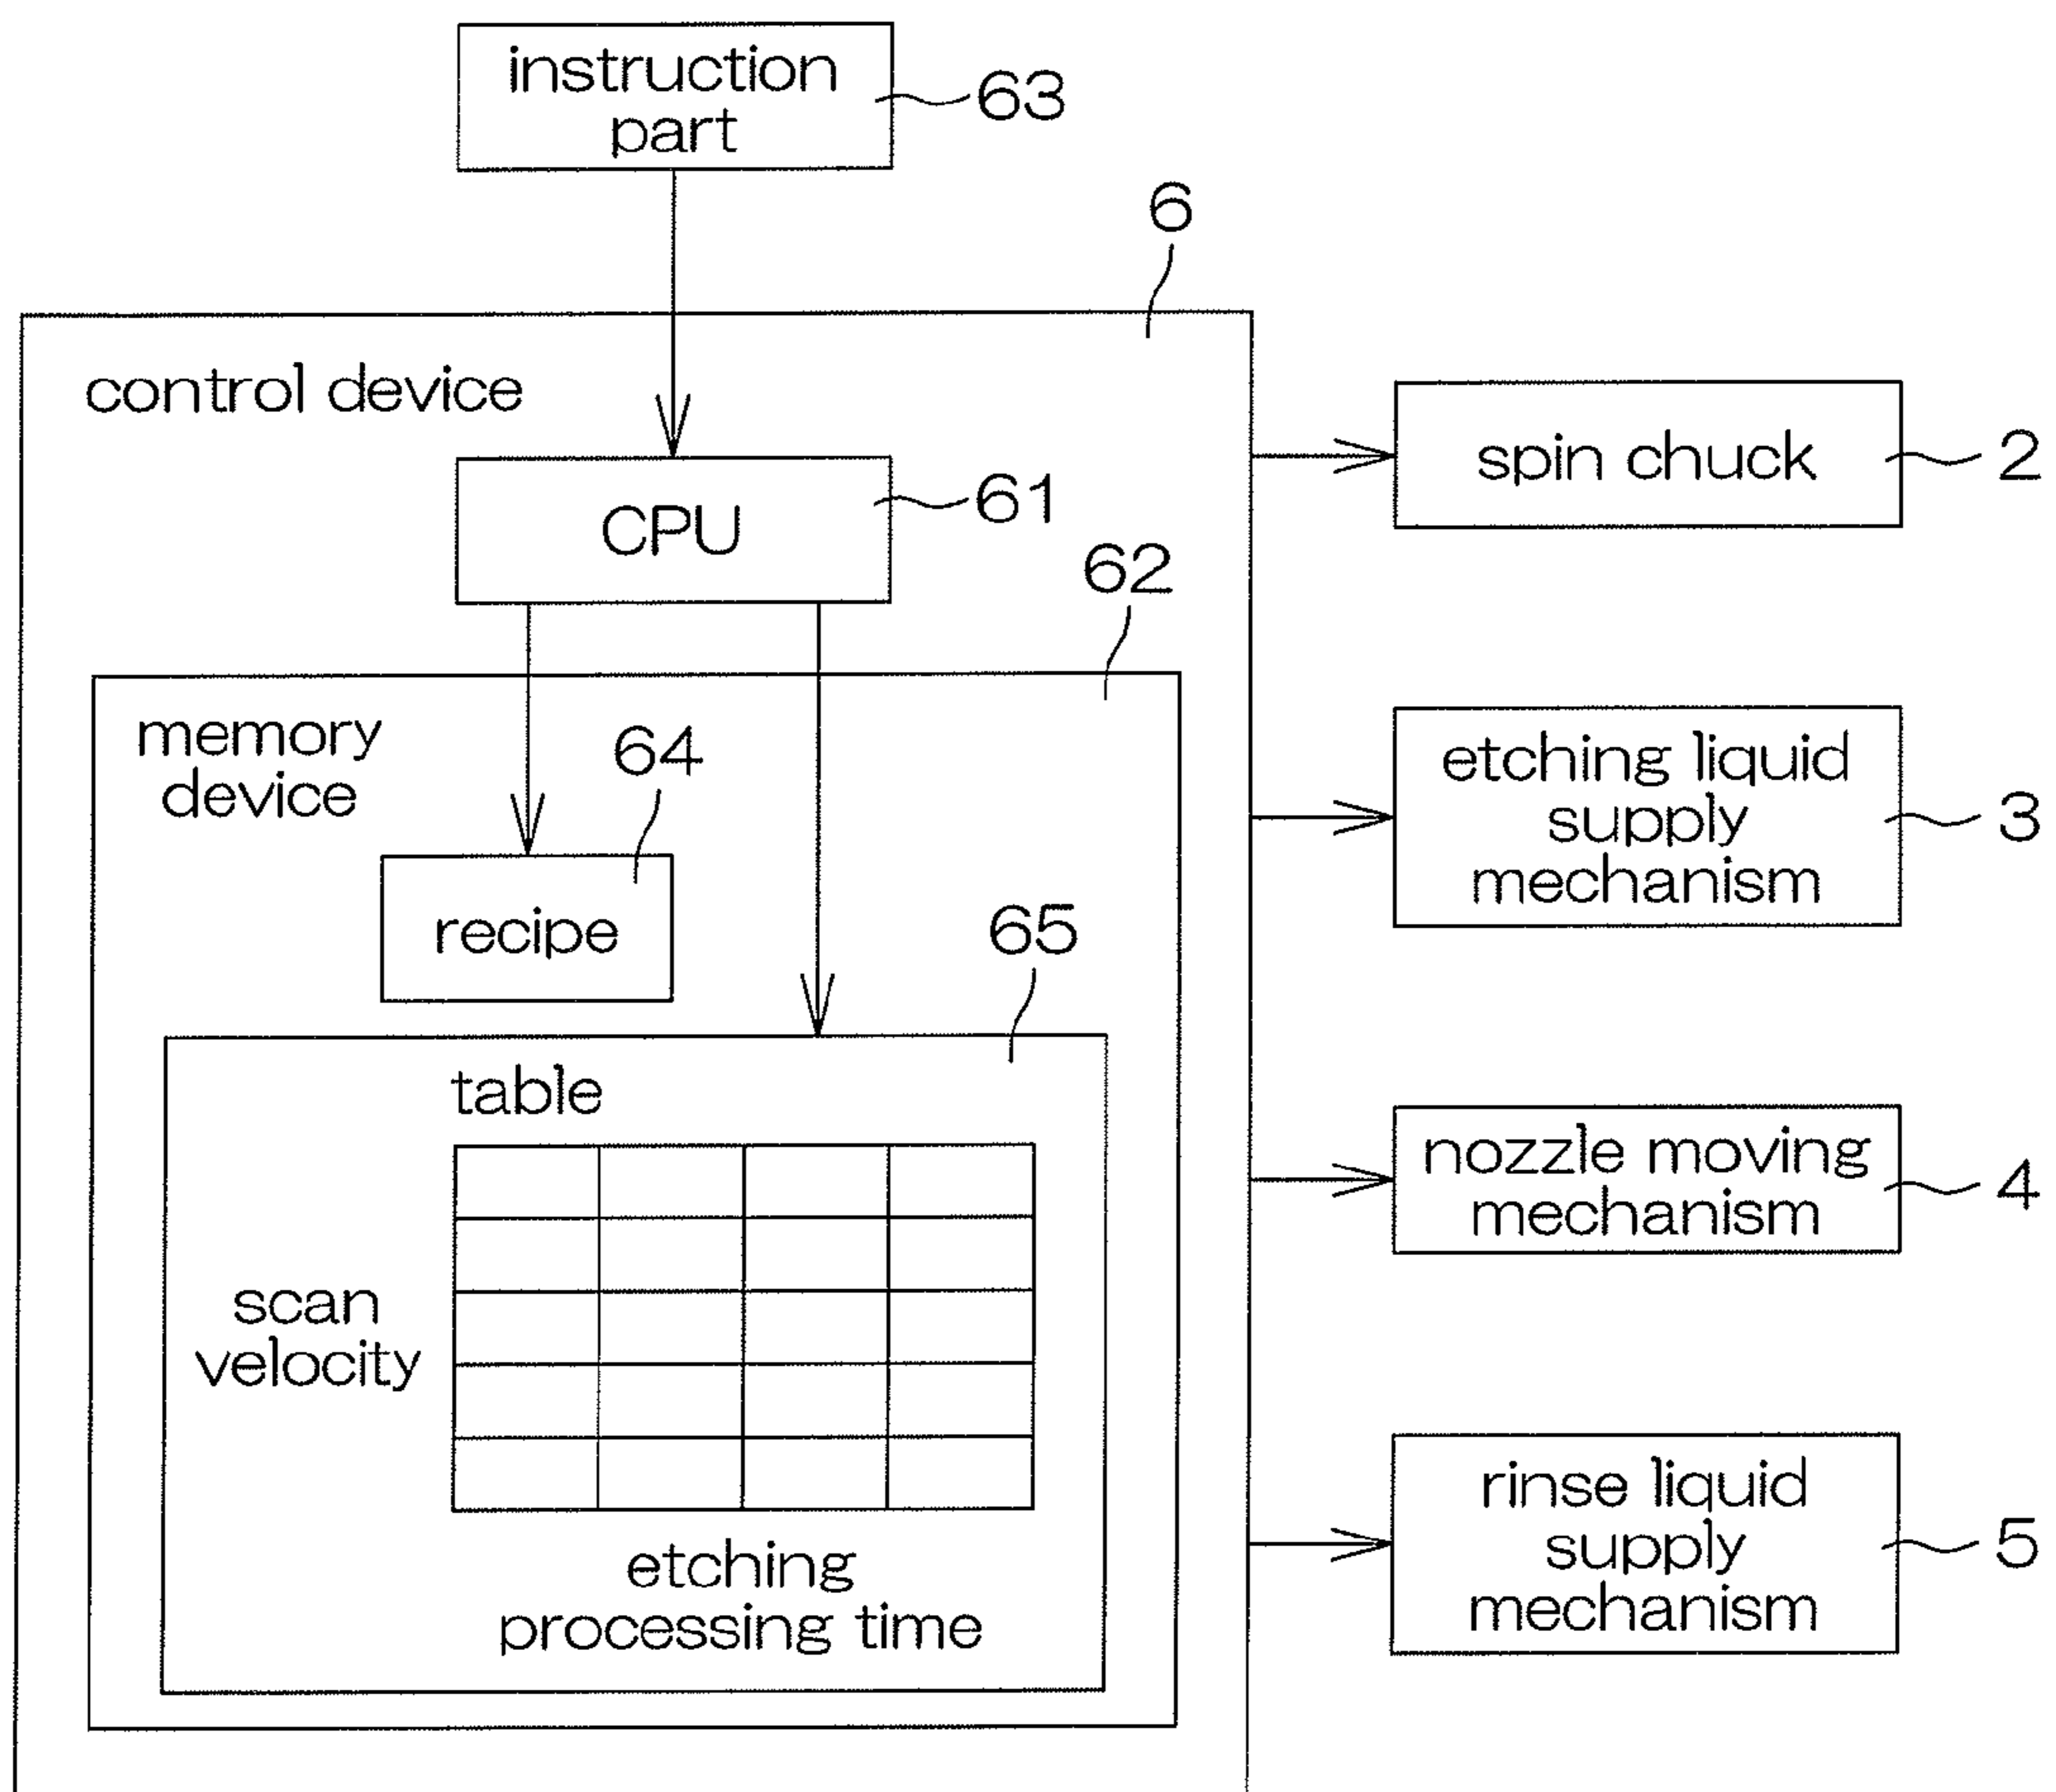 instruction
part
63
6
control device
CPU
61
62
memory
device
64
recipe
65
table
scan
velocity
etching
processing time
spin chuck
2
etching liquid
supply
mechanism
3
nozzle moving
mechanism
4
rinse liquid
supply
mechanism
5